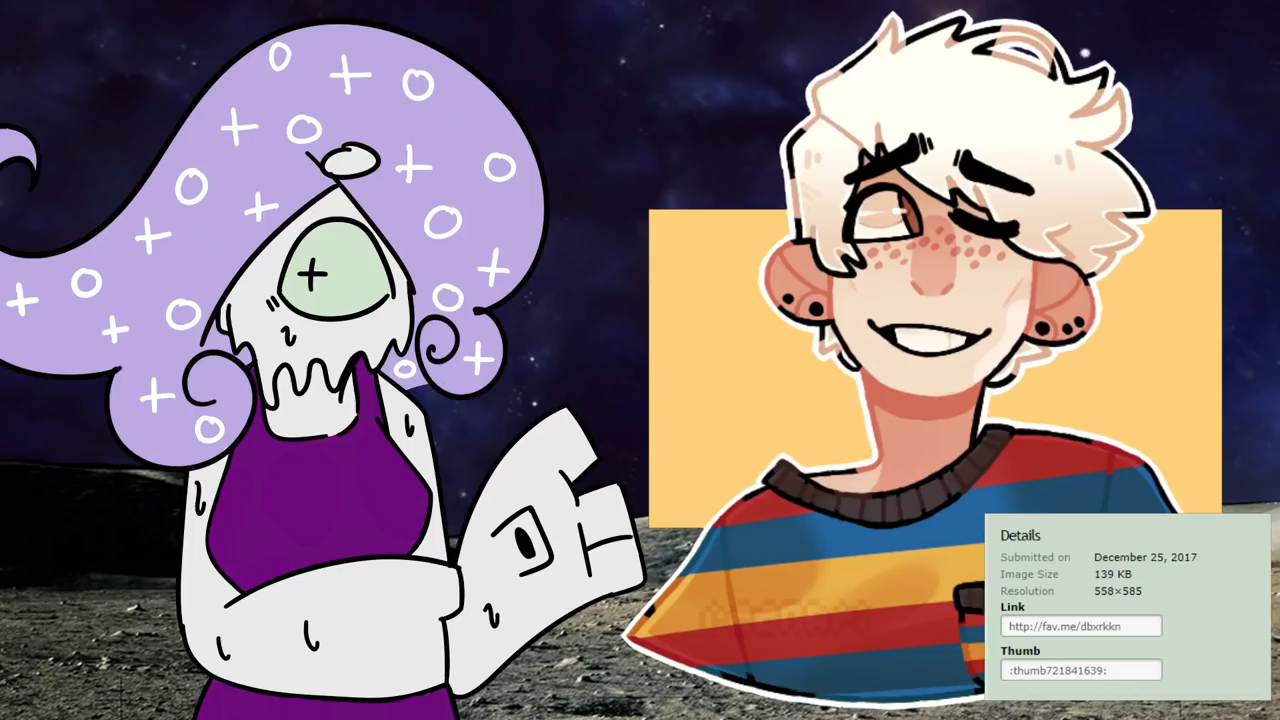 Details
Submitted on December 25, 2017
Image Size 139 KB
Resolution 558×585
Link
http://fav.me/dbxrkkn
Thumb
:thumb721841639: